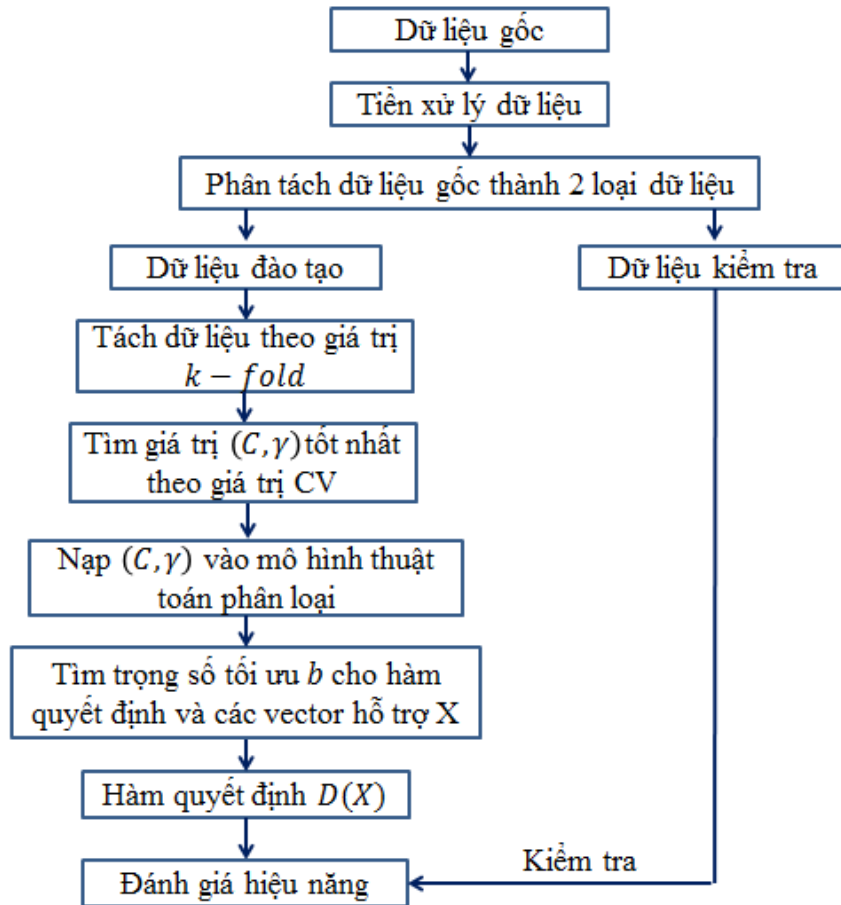 Dữ liệu gốc
Tiền xử lý dữ liệu
Phân tách dữ liệu gốc thành 2 loại dữ liệu
Dữ liệu đào tạo
Dữ liệu kiểm tra
Tách dữ liệu theo giá trị
k − fold
Tìm giá trị (C,γ)tốt nhất
theo giá trị CV
Nạp (C,γ) vào mô hình thuật
toán phân loại
Tìm trọng số tối ưu b cho hàm
quyết định và các vector hỗ trợ X
Hàm quyết định D(X)
Kiểm tra
Đánh giá hiệu năng